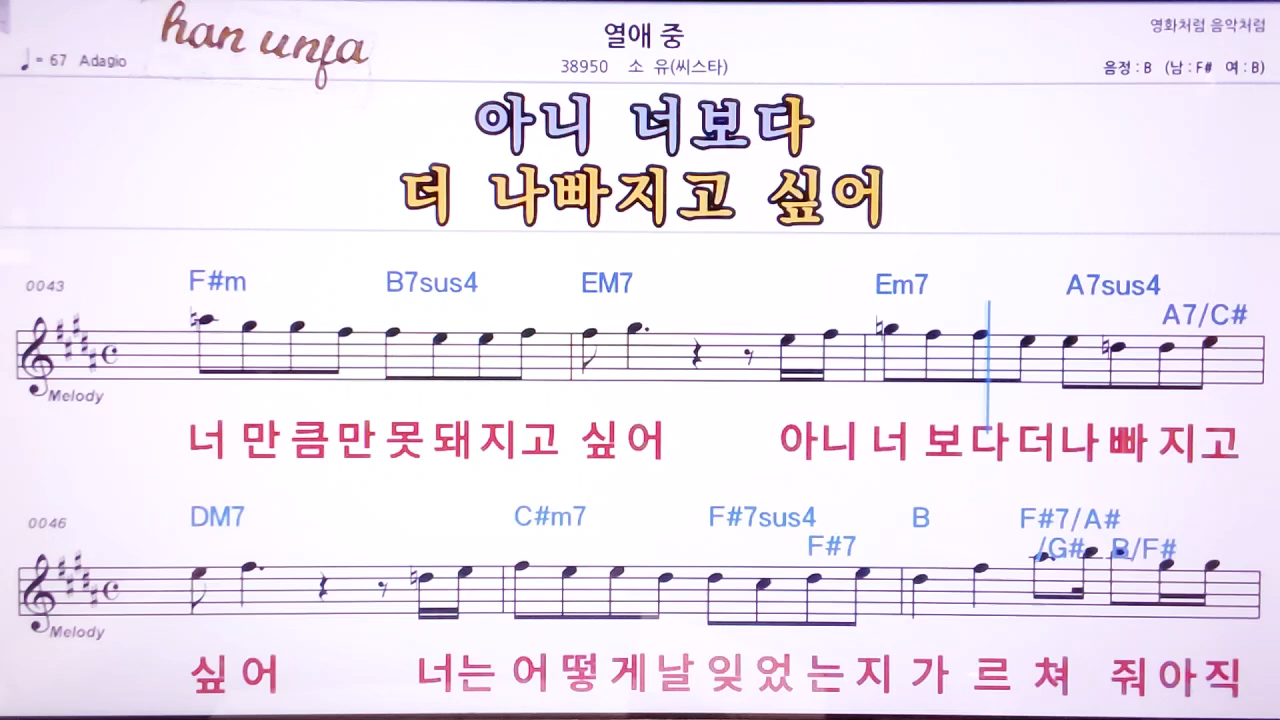 han unfa
열애 중
영화처럼 음악처럼
♩= 67 Adagio
38950 소 유(씨스타)
음정 : B (남 : F# 여 : B)
아니 너보다
더 나빠지고 싶어
0043 F#m B7sus4 EM7 Em7 A7sus4
A7/C#
Melody
너 만 큼 만 못 돼 지 고 싶 어 아 니 너 보 다 더 나 빠 지 고
0046 DM7 C#m7 F#7sus4 B F#7/A#
F#7 /G# B/F#
Melody
싶 어 너 는 어 떻 게 날 잊 었 는 지 가 르 쳐 줘 아 직